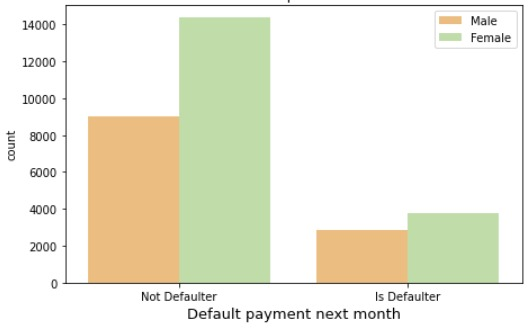 14000
12000
10000
8000
6000
4000
2000
0
count
Male
Female
Not Defaulter
Is Defaulter
Default payment next month